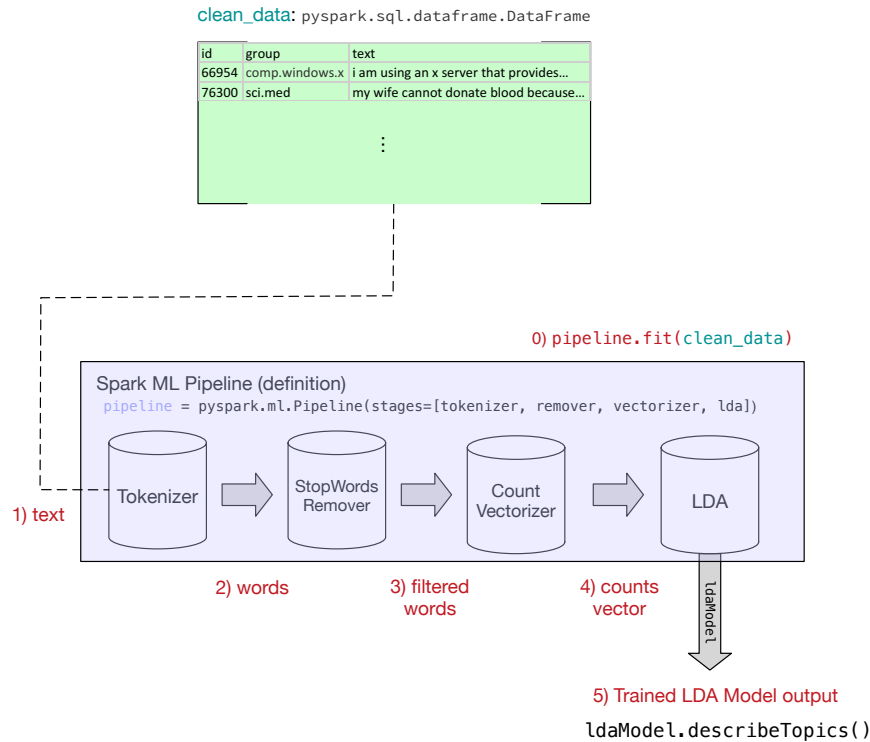 clean_data: pyspark.sql.dataframe.DataFrame
id group text
66954 comp.windows.x i am using an x server that provides...
76300 sci.med my wife cannot donate blood because...
⋮
0) pipeline.fit(clean_data)
Spark ML Pipeline (definition)
pipeline = pyspark.ml.Pipeline(stages=[tokenizer, remover, vectorizer, lda])
Tokenizer
StopWords
Remover
Count
Vectorizer
LDA
1) text
2) words
3) filtered
words
4) counts
vector
ldaModel
5) Trained LDA Model output
ldaModel.describeTopics()